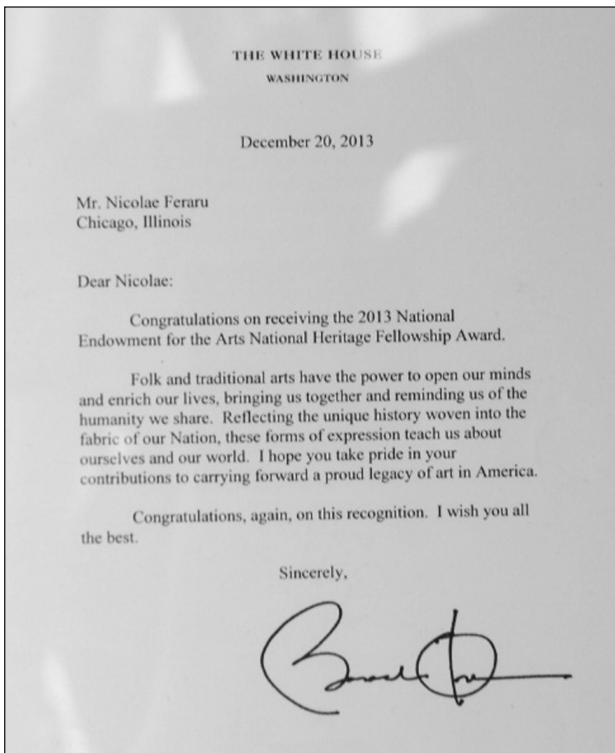 THE WHITE HOUSE
WASHINGTON
December 20, 2013
Mr. Nicolae Feraru
Chicago, Illinois
Dear Nicolae:
Congratulations on receiving the 2013 National
Endowment for the Arts National Heritage Fellowship Award.
Folk and traditional arts have the power to open our minds
and enrich our lives, bringing us together and reminding us of the
humanity we share. Reflecting the unique history woven into the
fabric of our Nation, these forms of expression teach us about
ourselves and our world. I hope you take pride in your
contributions to carrying forward a proud legacy of art in America.
Congratulations, again, on this recognition. I wish you all
the best.
Sincerely,